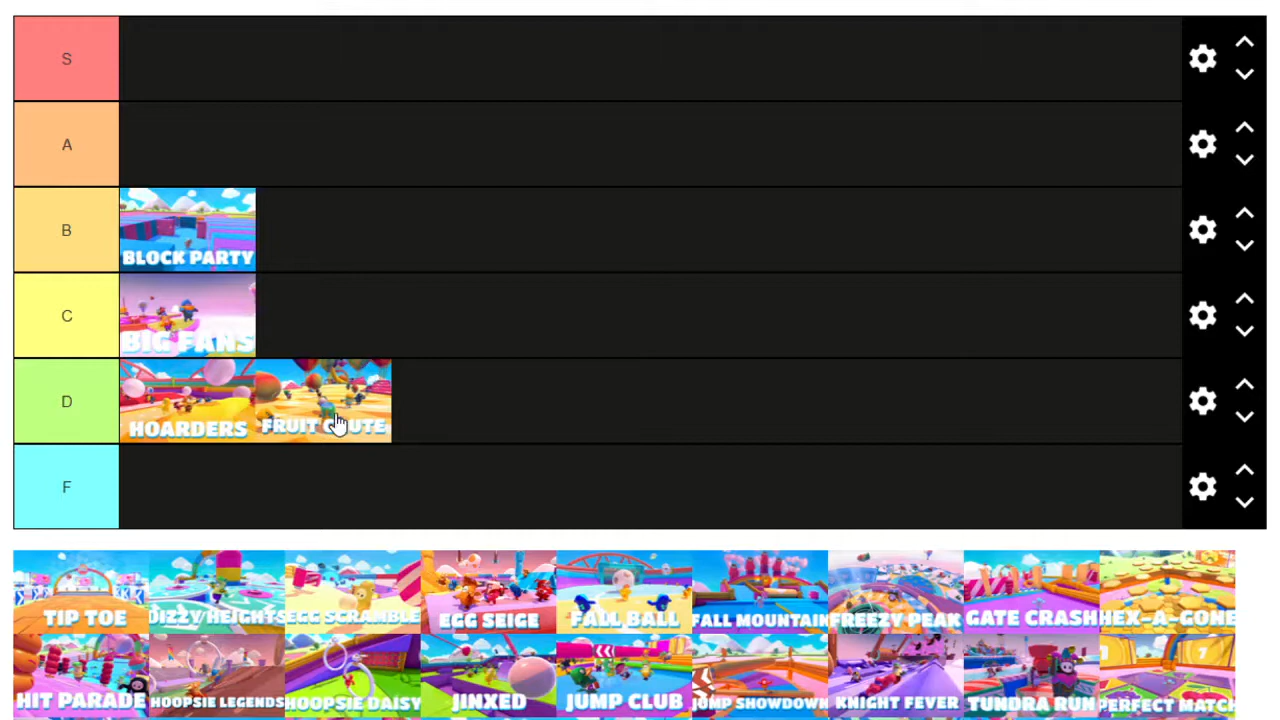 S
A
B
BLOCK PARTY
C
BIG FANS
D
HOARDERS FRUIT CHUTE
F
TIP TOE DIZZY HEIGHTS EGG SCRAMBLE EGG SEIGE FALL BALL FALL MOUNTAIN FREEZY PEAK GATE CRASH HEX-A-GONE
HIT PARADE HOOPSIE LEGENDS HOOPSIE DAISY JINXED JUMP CLUB JUMP SHOWDOWN KNIGHT FEVER TUNDRA RUN PERFECT MATCH